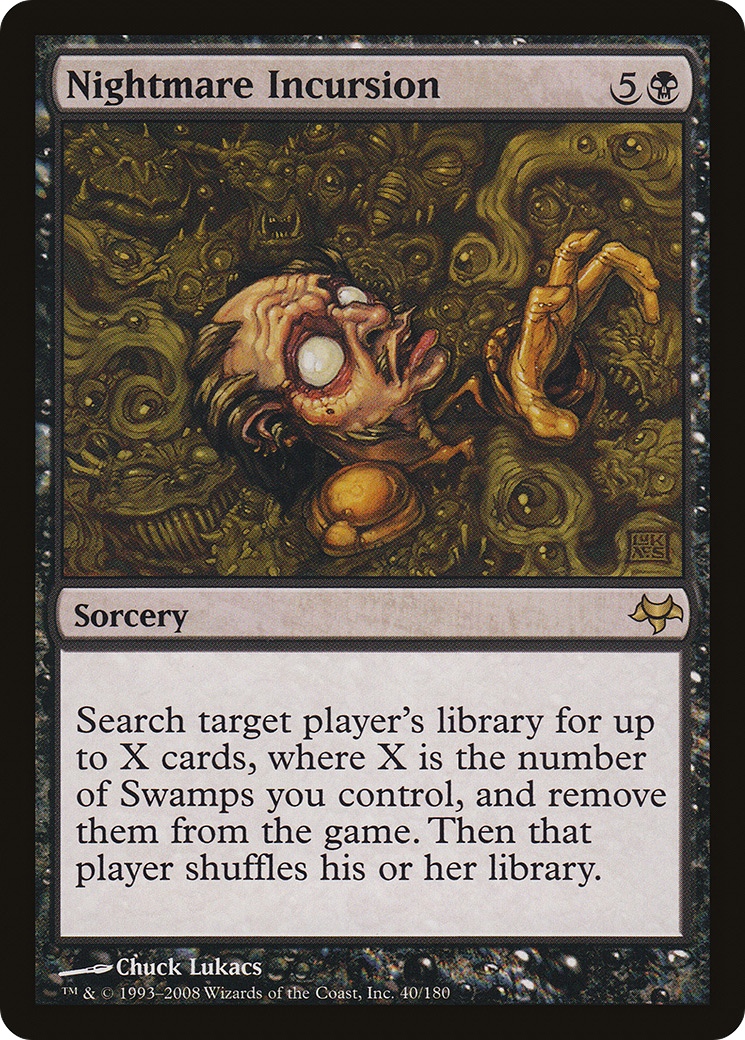 Nightmare Incursion 5
LUK
ACS
Sorcery
Search target player's library for up
to X cards, where X is the number
of Swamps you control, and remove
them from the game. Then that
player shuffles his or her library.
Chuck Lukacs
™ & © 1993–2008 Wizards of the Coast, Inc. 40/180